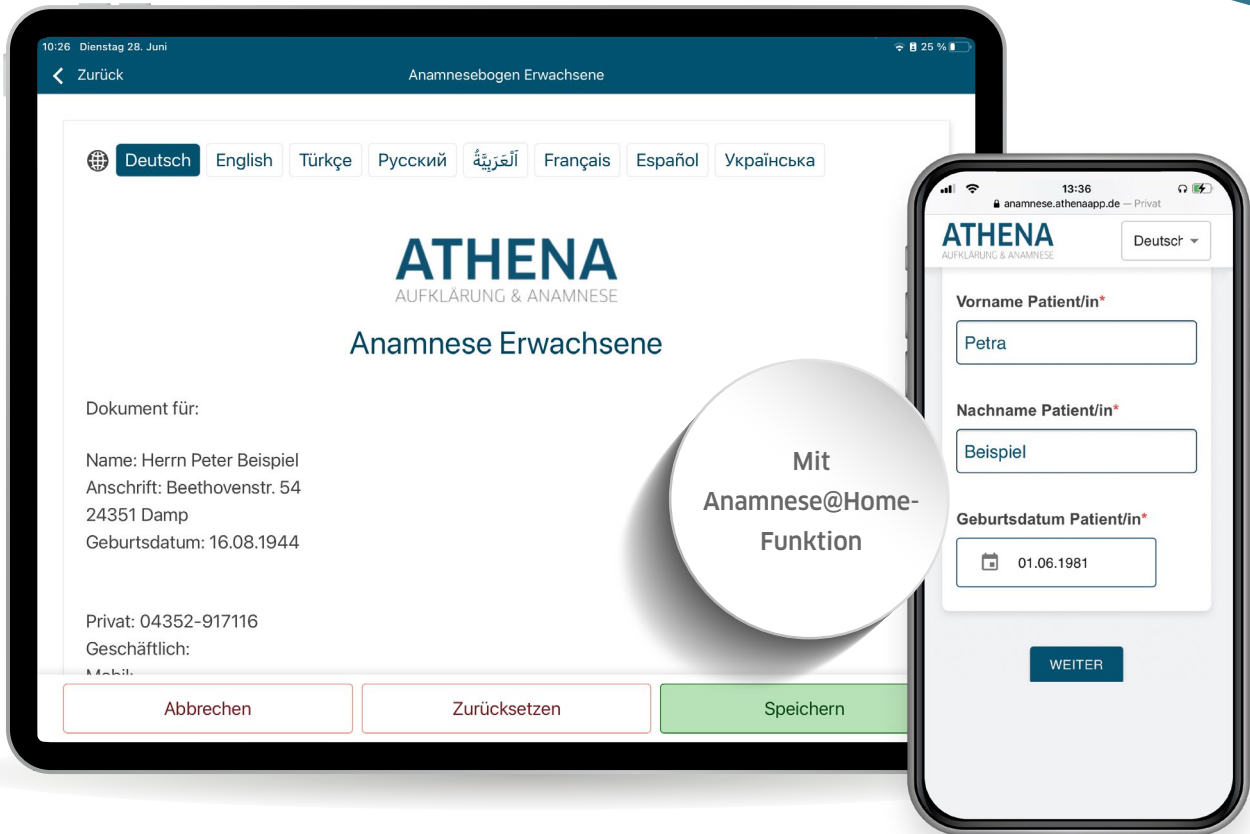 10:26 Dienstag 28. Juni
25 %
Zurück
Anamnesebogen Erwachsene
Deutsch English Türkçe Русский اَلْعَرَبِيَّةُ Français Español Українська
ATHENA
AUFKLÄRUNG & ANAMNESE
Anamnese Erwachsene
Dokument für:
Name: Herrn Peter Beispiel
Anschrift: Beethovenstr. 54
24351 Damp
Geburtsdatum: 16.08.1944
Privat: 04352-917116
Geschäftlich:
Mobil:
Abbrechen
Zurücksetzen
Speichern
Mit
Anamnese@Home-
Funktion
13:36
anamnese.athenaapp.de — Privat
ATHENA
AUFKLÄRUNG & ANAMNESE
Deutsch
Vorname Patient/in*
Petra
Nachname Patient/in*
Beispiel
Geburtsdatum Patient/in*
01.06.1981
WEITER